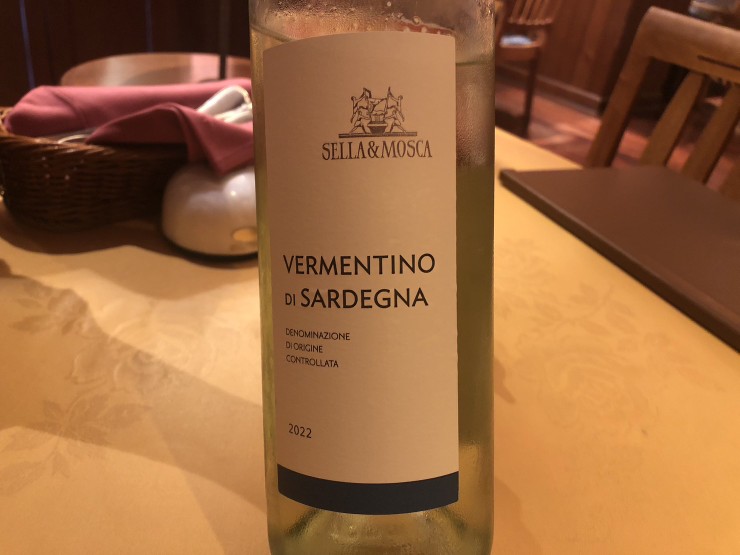 SELLA&MOSCA
VERMENTINO
DI SARDEGNA
DENOMINAZIONE
DI ORIGINE
CONTROLLATA
2022